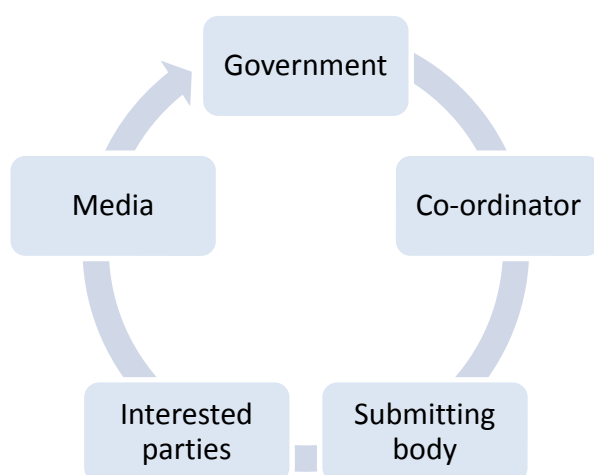 Government
Co-ordinator
Submitting
body
Interested
parties
Media